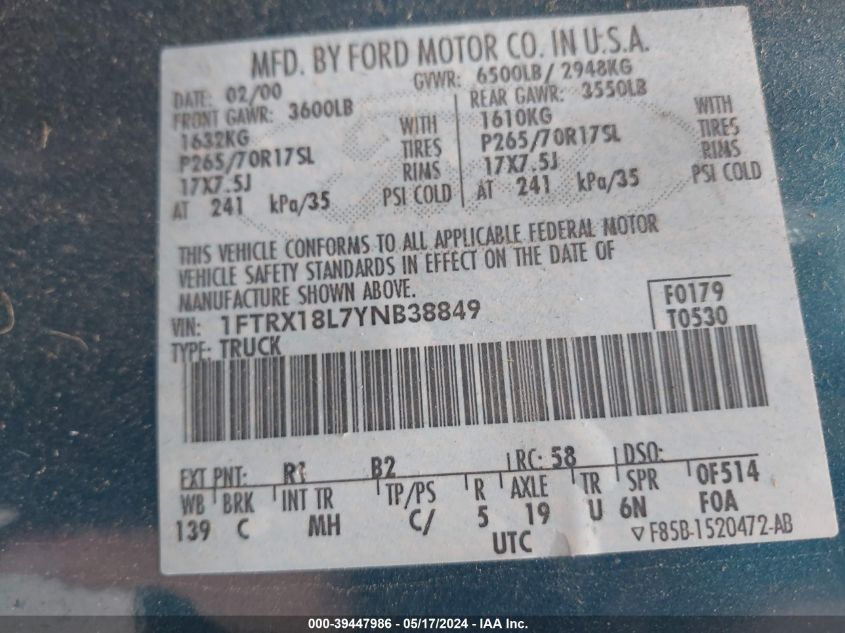 MFD. BY FORD MOTOR CO. IN U.S.A.
DATE: 02/00 GVWR: 6500LB/ 2948KG
FRONT GAWR: 3600LB REAR GAWR: 3550LB
1632KG WITH 1610KG WITH
P265/70R17SL TIRES P265/70R17SL TIRES
17X7.5J RIMS 17X7.5J RIMS
AT 241 kPa/35 PSI COLD AT 241 kPa/35 PSI COLD
THIS VEHICLE CONFORMS TO ALL APPLICABLE FEDERAL MOTOR
VEHICLE SAFETY STANDARDS IN EFFECT ON THE DATE OF
MANUFACTURE SHOWN ABOVE.
VIN: 1FTRX18L7YNB38849 F0179
TYPE: TRUCK T0530
EXT PNT: R1 B2 RC: 58 DSO:
WB BRK INT TR TP/PS R AXLE TR SPR 0F514
139 C MH C/ 5 19 U 6N FOA
UTC ▽ F85B-1520472-AB
000-39447986 - 05/17/2024 - IAA Inc.